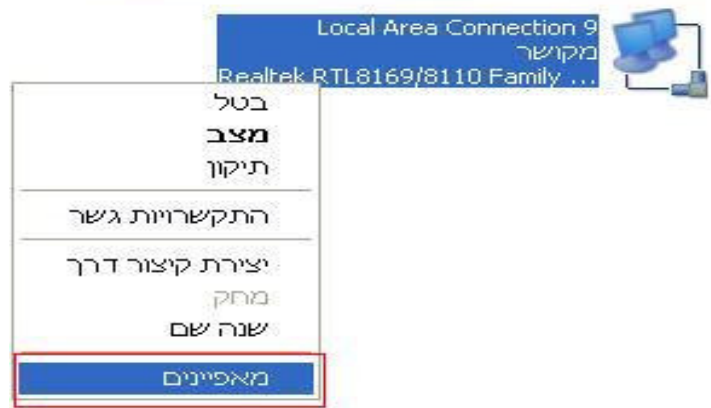 Local Area Connection 9
מקושר
Realtek RTL8169/8110 Family ...
בטל
מצב
תיקון
התקשרויות גשר
יצירת קיצור דרך
מחק
שנה שם
מאפיינים